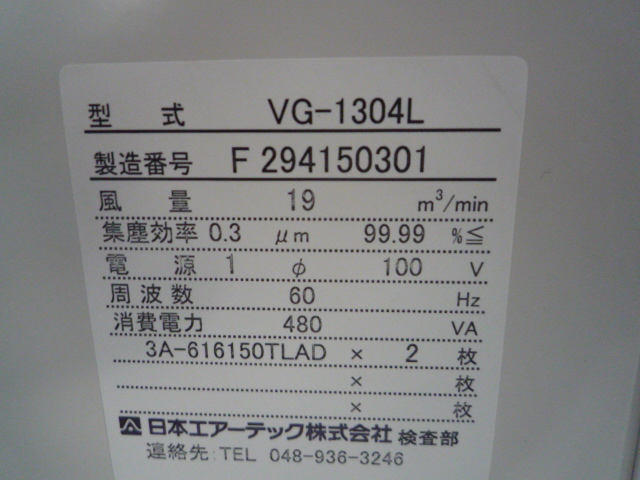 型 式 VG-1304L
製造番号 F 294150301
風 量 19 m³/min
集塵効率 0.3 μm 99.99 %≦
電 源 1 φ 100 V
周波数 60 Hz
消費電力 480 VA
3A-616150TLAD × 2 枚
× 枚
× 枚
日本エアーテック株式会社 検査部
連絡先:TEL 048-936-3246